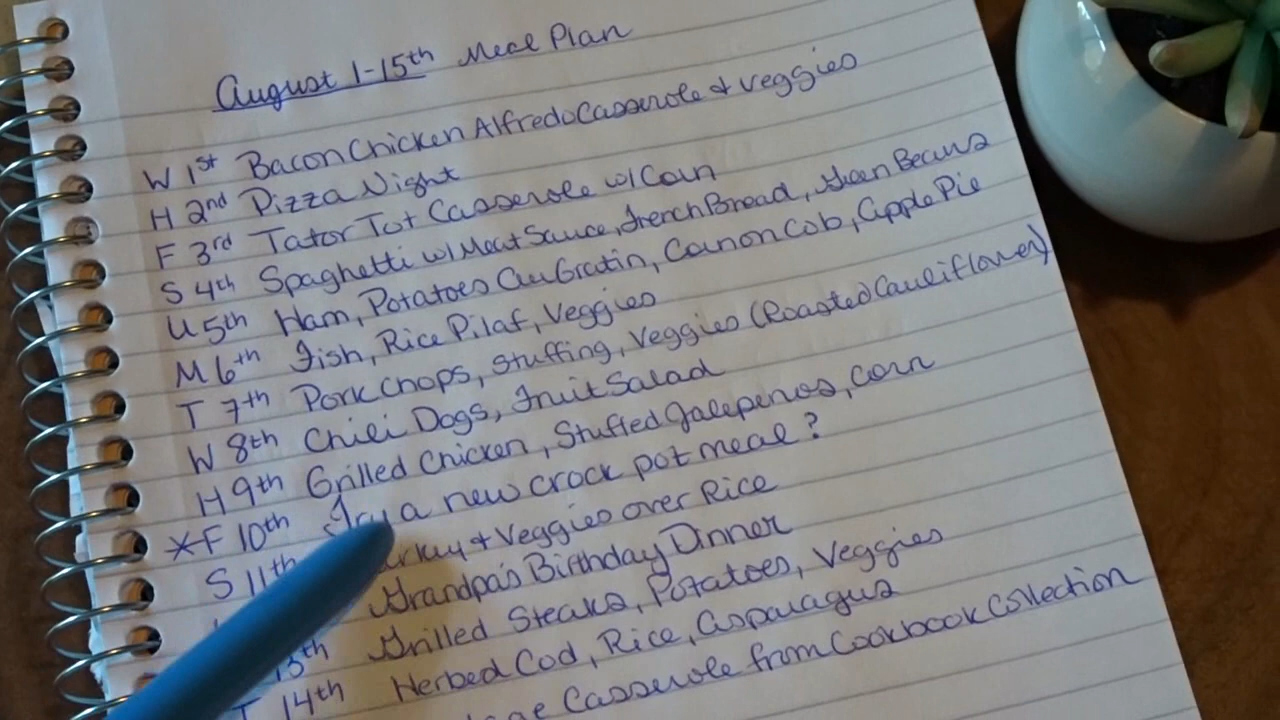 August 1-15th Meal Plan
W 1st Bacon Chicken Alfredo Casserole & Veggies
H 2nd Pizza Night
F 3rd Tator Tot Casserole w/ Corn
S 4th Spaghetti w/ Meat Sauce, French Bread, Green Beans
U 5th Ham, Potatoes Au Gratin, Corn on Cob, Apple Pie
M 6th Fish, Rice Pilaf, Veggies
T 7th Pork Chops, Stuffing, Veggies (Roasted Cauliflower)
W 8th Chili Dogs, Fruit Salad
H 9th Grilled Chicken, Stuffed Jalepenos, Corn
*F 10th Try a new crock pot meal?
S 11th & Veggies over Rice
Grandpa's Birthday Dinner
13th Grilled Steaks, Potatoes, Veggies
T 14th Herbed Cod, Rice, Asparagus
Casserole from Cookbook Collection